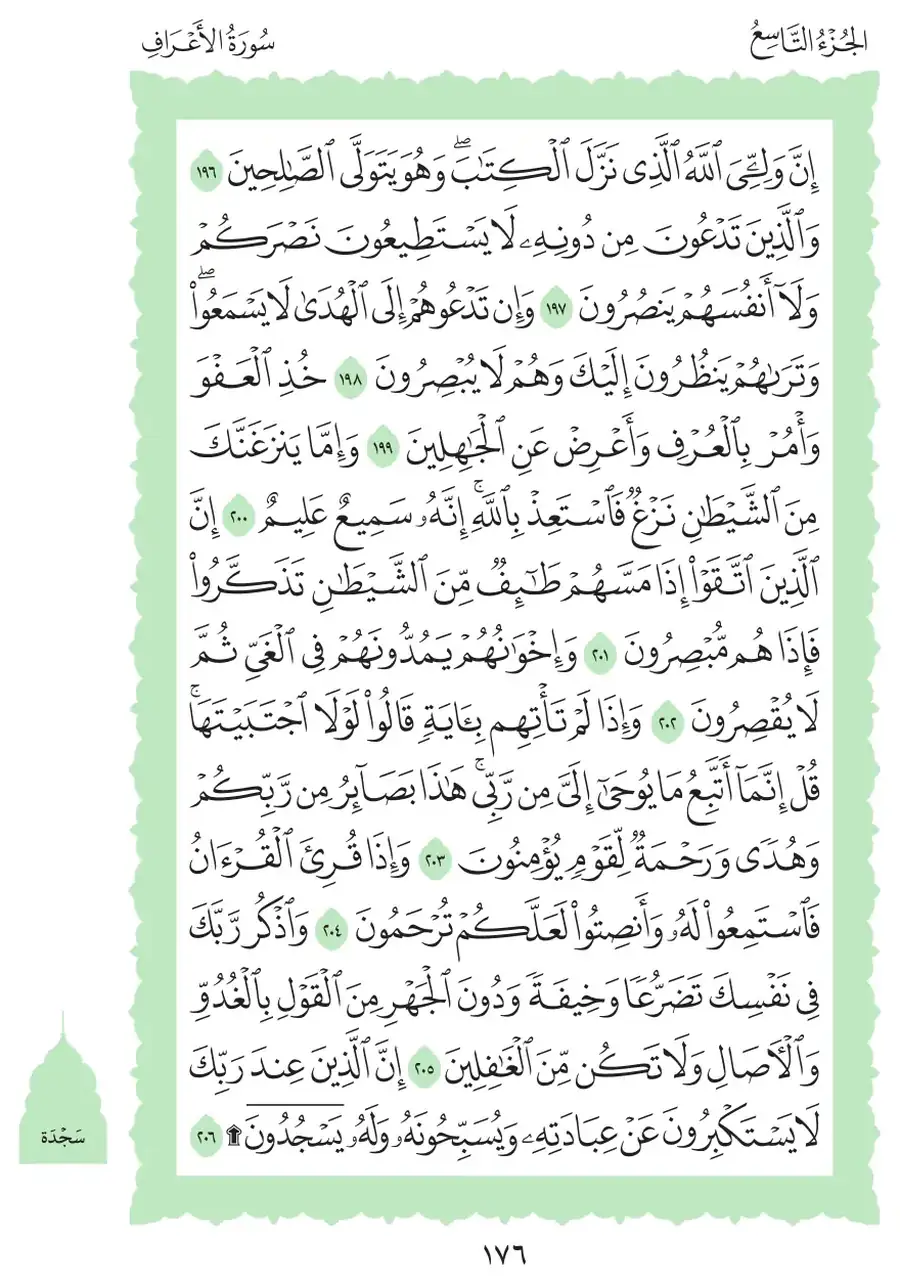 الجُزْءُ التَّاسِعُ
سُورَةُ الأَعْرَافِ
إِنَّ وَلِـِّۧيَ ٱللَّهُ ٱلَّذِي نَزَّلَ ٱلْكِتَٰبَۖ وَهُوَ يَتَوَلَّى ٱلصَّٰلِحِينَ ١٩٦
وَٱلَّذِينَ تَدْعُونَ مِن دُونِهِۦ لَا يَسْتَطِيعُونَ نَصْرَكُمْ
وَلَآ أَنفُسَهُمْ يَنصُرُونَ ١٩٧ وَإِن تَدْعُوهُمْ إِلَى ٱلْهُدَىٰ لَا يَسْمَعُوا۟ۖ
وَتَرَىٰهُمْ يَنظُرُونَ إِلَيْكَ وَهُمْ لَا يُبْصِرُونَ ١٩٨ خُذِ ٱلْعَفْوَ
وَأْمُرْ بِٱلْعُرْفِ وَأَعْرِضْ عَنِ ٱلْجَٰهِلِينَ ١٩٩ وَإِمَّا يَنزَغَنَّكَ
مِنَ ٱلشَّيْطَٰنِ نَزْغٌ فَٱسْتَعِذْ بِٱللَّهِۚ إِنَّهُۥ سَمِيعٌ عَلِيمٌ ٢٠٠ إِنَّ
ٱلَّذِينَ ٱتَّقَوْا۟ إِذَا مَسَّهُمْ طَٰٓئِفٌ مِّنَ ٱلشَّيْطَٰنِ تَذَكَّرُوا۟
فَإِذَا هُم مُّبْصِرُونَ ٢٠١ وَإِخْوَٰنُهُمْ يَمُدُّونَهُمْ فِي ٱلْغَيِّ ثُمَّ
لَا يُقْصِرُونَ ٢٠٢ وَإِذَا لَمْ تَأْتِهِم بِـَٔايَةٍ قَالُوا۟ لَوْلَا ٱجْتَبَيْتَهَاۚ
قُلْ إِنَّمَآ أَتَّبِعُ مَا يُوحَىٰٓ إِلَيَّ مِن رَّبِّيۚ هَٰذَا بَصَآئِرُ مِن رَّبِّكُمْ
وَهُدًى وَرَحْمَةٌ لِّقَوْمٍ يُؤْمِنُونَ ٢٠٣ وَإِذَا قُرِئَ ٱلْقُرْءَانُ
فَٱسْتَمِعُوا۟ لَهُۥ وَأَنصِتُوا۟ لَعَلَّكُمْ تُرْحَمُونَ ٢٠٤ وَٱذْكُر رَّبَّكَ
فِي نَفْسِكَ تَضَرُّعًا وَخِيفَةً وَدُونَ ٱلْجَهْرِ مِنَ ٱلْقَوْلِ بِٱلْغُدُوِّ
وَٱلْءَاصَالِ وَلَا تَكُن مِّنَ ٱلْغَٰفِلِينَ ٢٠٥ إِنَّ ٱلَّذِينَ عِندَ رَبِّكَ
لَا يَسْتَكْبِرُونَ عَنْ عِبَادَتِهِۦ وَيُسَبِّحُونَهُۥ وَلَهُۥ يَسْجُدُونَ ۩ ٢٠٦
سَجْدَة
١٧٦